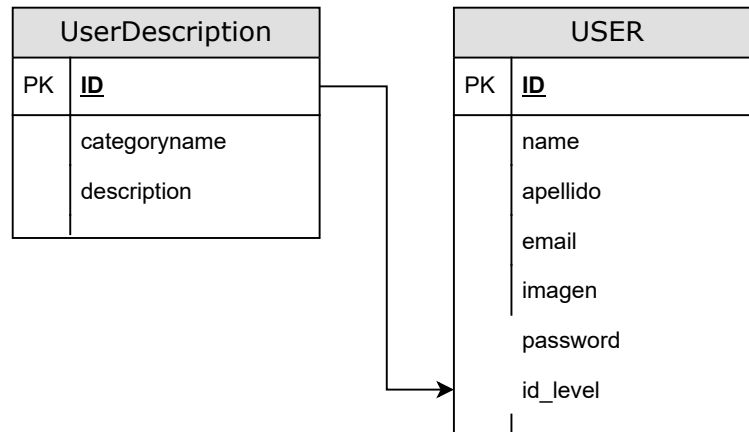 UserDescription
PK ID
categoryname
description
USER
PK ID
name
apellido
email
imagen
password
id_level